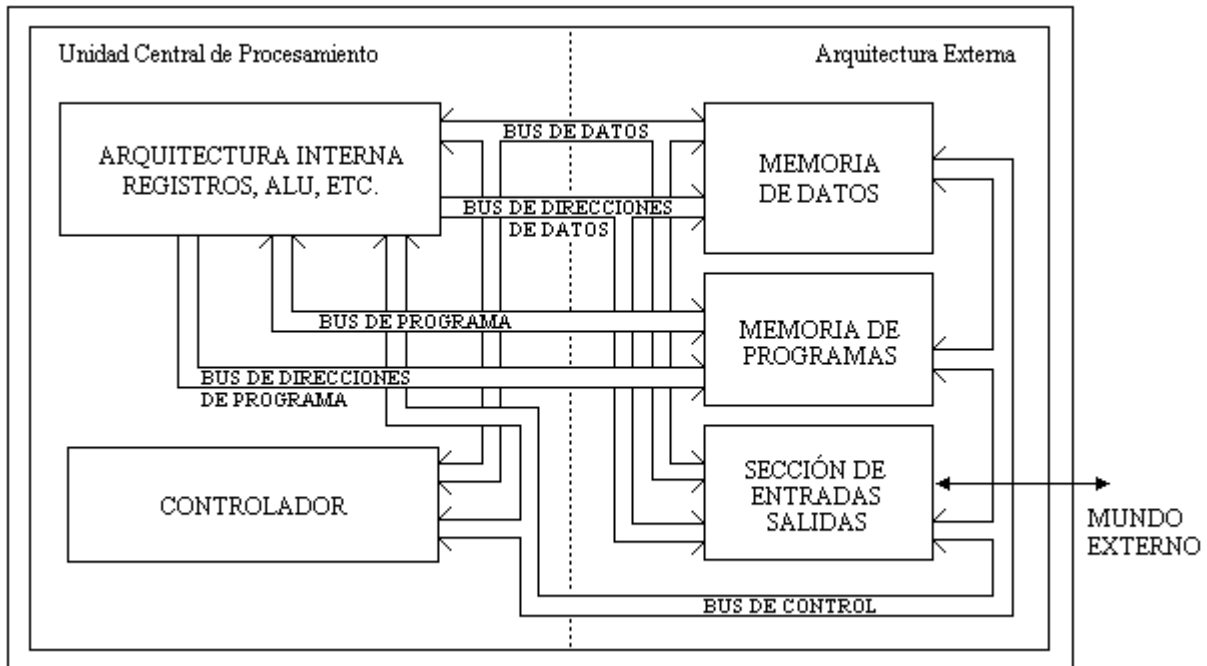 Unidad Central de Procesamiento
Arquitectura Externa
ARQUITECTURA INTERNA
REGISTROS, ALU, ETC.
BUS DE DATOS
MEMORIA
DE DATOS
BUS DE DIRECCIONES
DE DATOS
BUS DE PROGRAMA
MEMORIA DE
PROGRAMAS
BUS DE DIRECCIONES
DE PROGRAMA
CONTROLADOR
SECCIÓN DE
ENTRADAS
SALIDAS
MUNDO
EXTERNO
BUS DE CONTROL